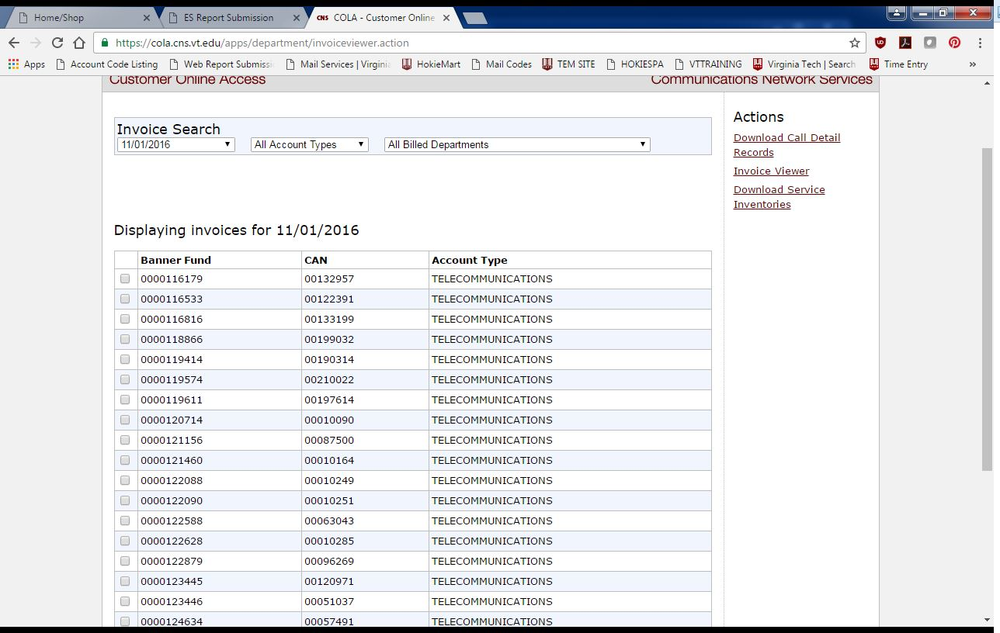 Home/Shop
ES Report Submission
CNS COLA - Customer Online
https://cola.cns.vt.edu/apps/department/invoiceviewer.action
Apps Account Code Listing Web Report Submissi Mail Services | Virgini HokieMart Mail Codes TEM SITE HOKIESPA VTTRAINING Virginia Tech | Search Time Entry »
Customer Online Access Communications Network Services
Invoice Search
11/01/2016 All Account Types All Billed Departments
Actions
Download Call Detail
Records
Invoice Viewer
Download Service
Inventories
Displaying invoices for 11/01/2016
Banner Fund CAN Account Type
0000116179 00132957 TELECOMMUNICATIONS
0000116533 00122391 TELECOMMUNICATIONS
0000116816 00133199 TELECOMMUNICATIONS
0000118866 00199032 TELECOMMUNICATIONS
0000119414 00190314 TELECOMMUNICATIONS
0000119574 00210022 TELECOMMUNICATIONS
0000119611 00197614 TELECOMMUNICATIONS
0000120714 00010090 TELECOMMUNICATIONS
0000121156 00087500 TELECOMMUNICATIONS
0000121460 00010164 TELECOMMUNICATIONS
0000122088 00010249 TELECOMMUNICATIONS
0000122090 00010251 TELECOMMUNICATIONS
0000122588 00063043 TELECOMMUNICATIONS
0000122628 00010285 TELECOMMUNICATIONS
0000122879 00096269 TELECOMMUNICATIONS
0000123445 00120971 TELECOMMUNICATIONS
0000123446 00051037 TELECOMMUNICATIONS
0000124634 00057491 TELECOMMUNICATIONS